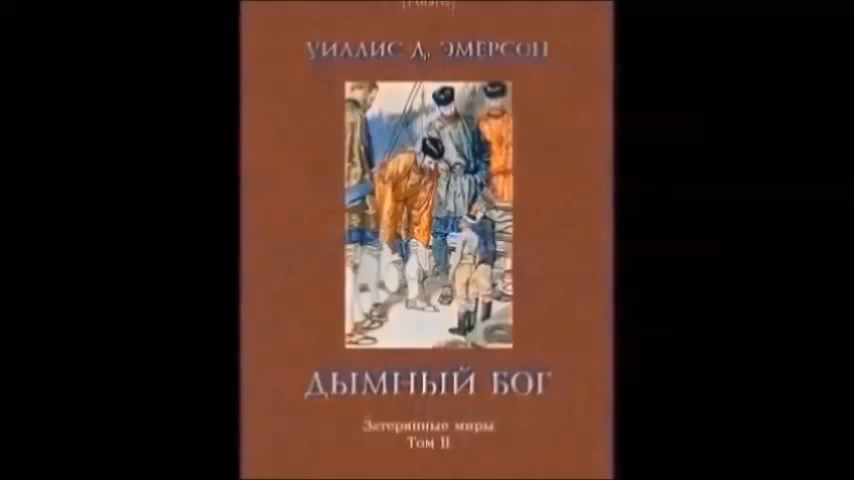 УИЛЛИС Д. ЭМЕРСОН
ДЫМНЫЙ БОГ
Затерянные миры
Том II